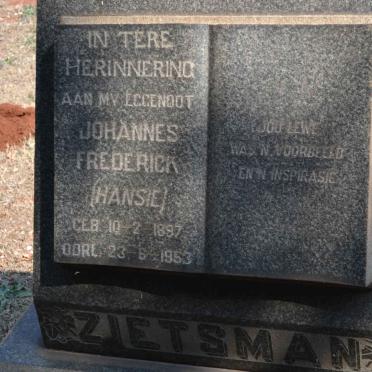 IN TERE
HERINNERING
AAN MY EGGENOOT
JOHANNES
FREDERICK
(HANSIE)
GEB. 10-2-1897
OORL. 23-6-1953
JOU LEWE
WAS 'N VOORBEELD
EN 'N INSPIRASIE
ZIETSMAN